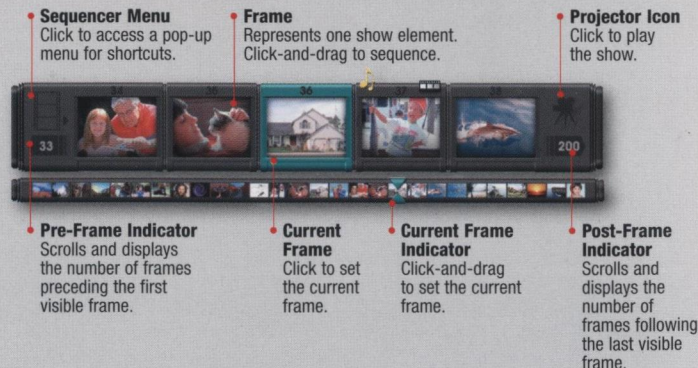 Sequencer Menu
Click to access a pop-up
menu for shortcuts.
Frame
Represents one show element.
Click-and-drag to sequence.
Projector Icon
Click to play
the show.
34
35
36
37
38
33
200
Pre-Frame Indicator
Scrolls and displays
the number of frames
preceding the first
visible frame.
Current
Frame
Click to set
the current
frame.
Current Frame
Indicator
Click-and-drag
to set the current
frame.
Post-Frame
Indicator
Scrolls and
displays the
number of
frames following
the last visible
frame.